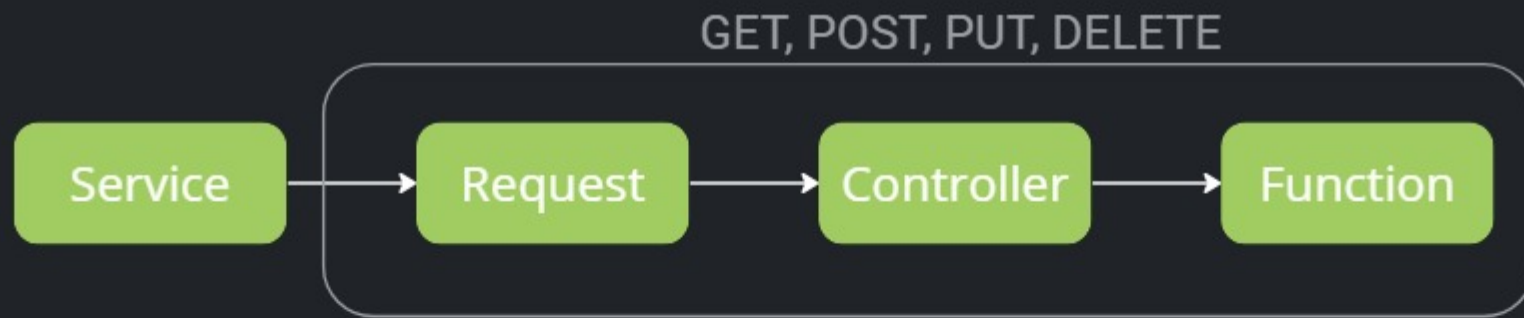 GET, POST, PUT, DELETE
Service
Request
Controller
Function